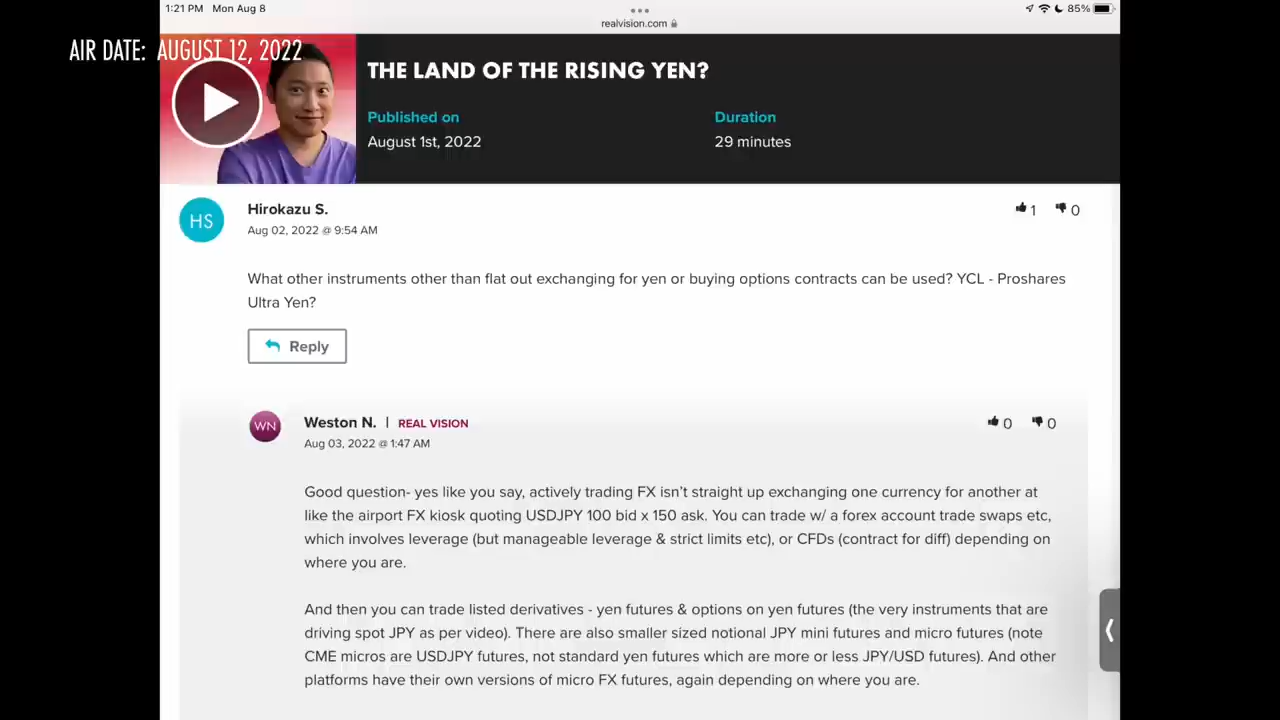 1:21 PM Mon Aug 8
85%
realvision.com
AIR DATE: AUGUST 12, 2022
THE LAND OF THE RISING YEN?
Published on
Duration
August 1st, 2022
29 minutes
HS
Hirokazu S.
1
0
Aug 02, 2022 @ 9:54 AM
What other instruments other than flat out exchanging for yen or buying options contracts can be used? YCL - Proshares
Ultra Yen?
Reply
WN
Weston N. | REAL VISION
0
0
Aug 03, 2022 @ 1:47 AM
Good question- yes like you say, actively trading FX isn't straight up exchanging one currency for another at
like the airport FX kiosk quoting USDJPY 100 bid x 150 ask. You can trade w/ a forex account trade swaps etc,
which involves leverage (but manageable leverage & strict limits etc), or CFDs (contract for diff) depending on
where you are.
And then you can trade listed derivatives - yen futures & options on yen futures (the very instruments that are
driving spot JPY as per video). There are also smaller sized notional JPY mini futures and micro futures (note
CME micros are USDJPY futures, not standard yen futures which are more or less JPY/USD futures). And other
platforms have their own versions of micro FX futures, again depending on where you are.